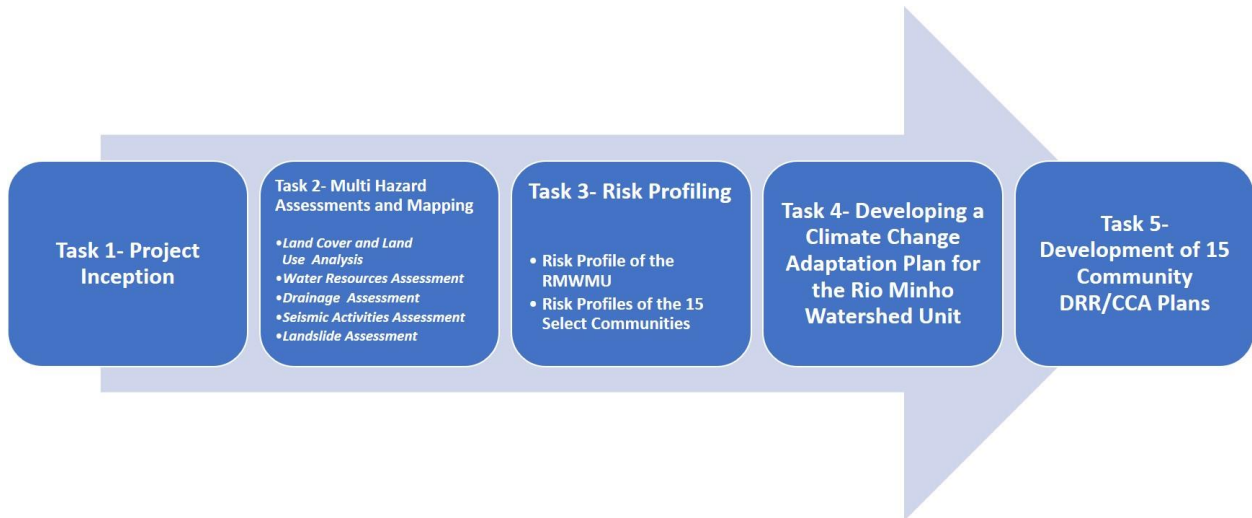 Task 1- Project
Inception
Task 2- Multi Hazard
Assessments and Mapping
•Land Cover and Land
Use Analysis
•Water Resources Assessment
•Drainage Assessment
•Seismic Activities Assessment
•Landslide Assessment
Task 3- Risk Profiling
• Risk Profile of the
RMWMU
• Risk Profiles of the 15
Select Communities
Task 4- Developing a
Climate Change
Adaptation Plan for
the Rio Minho
Watershed Unit
Task 5-
Development of 15
Community
DRR/CCA Plans